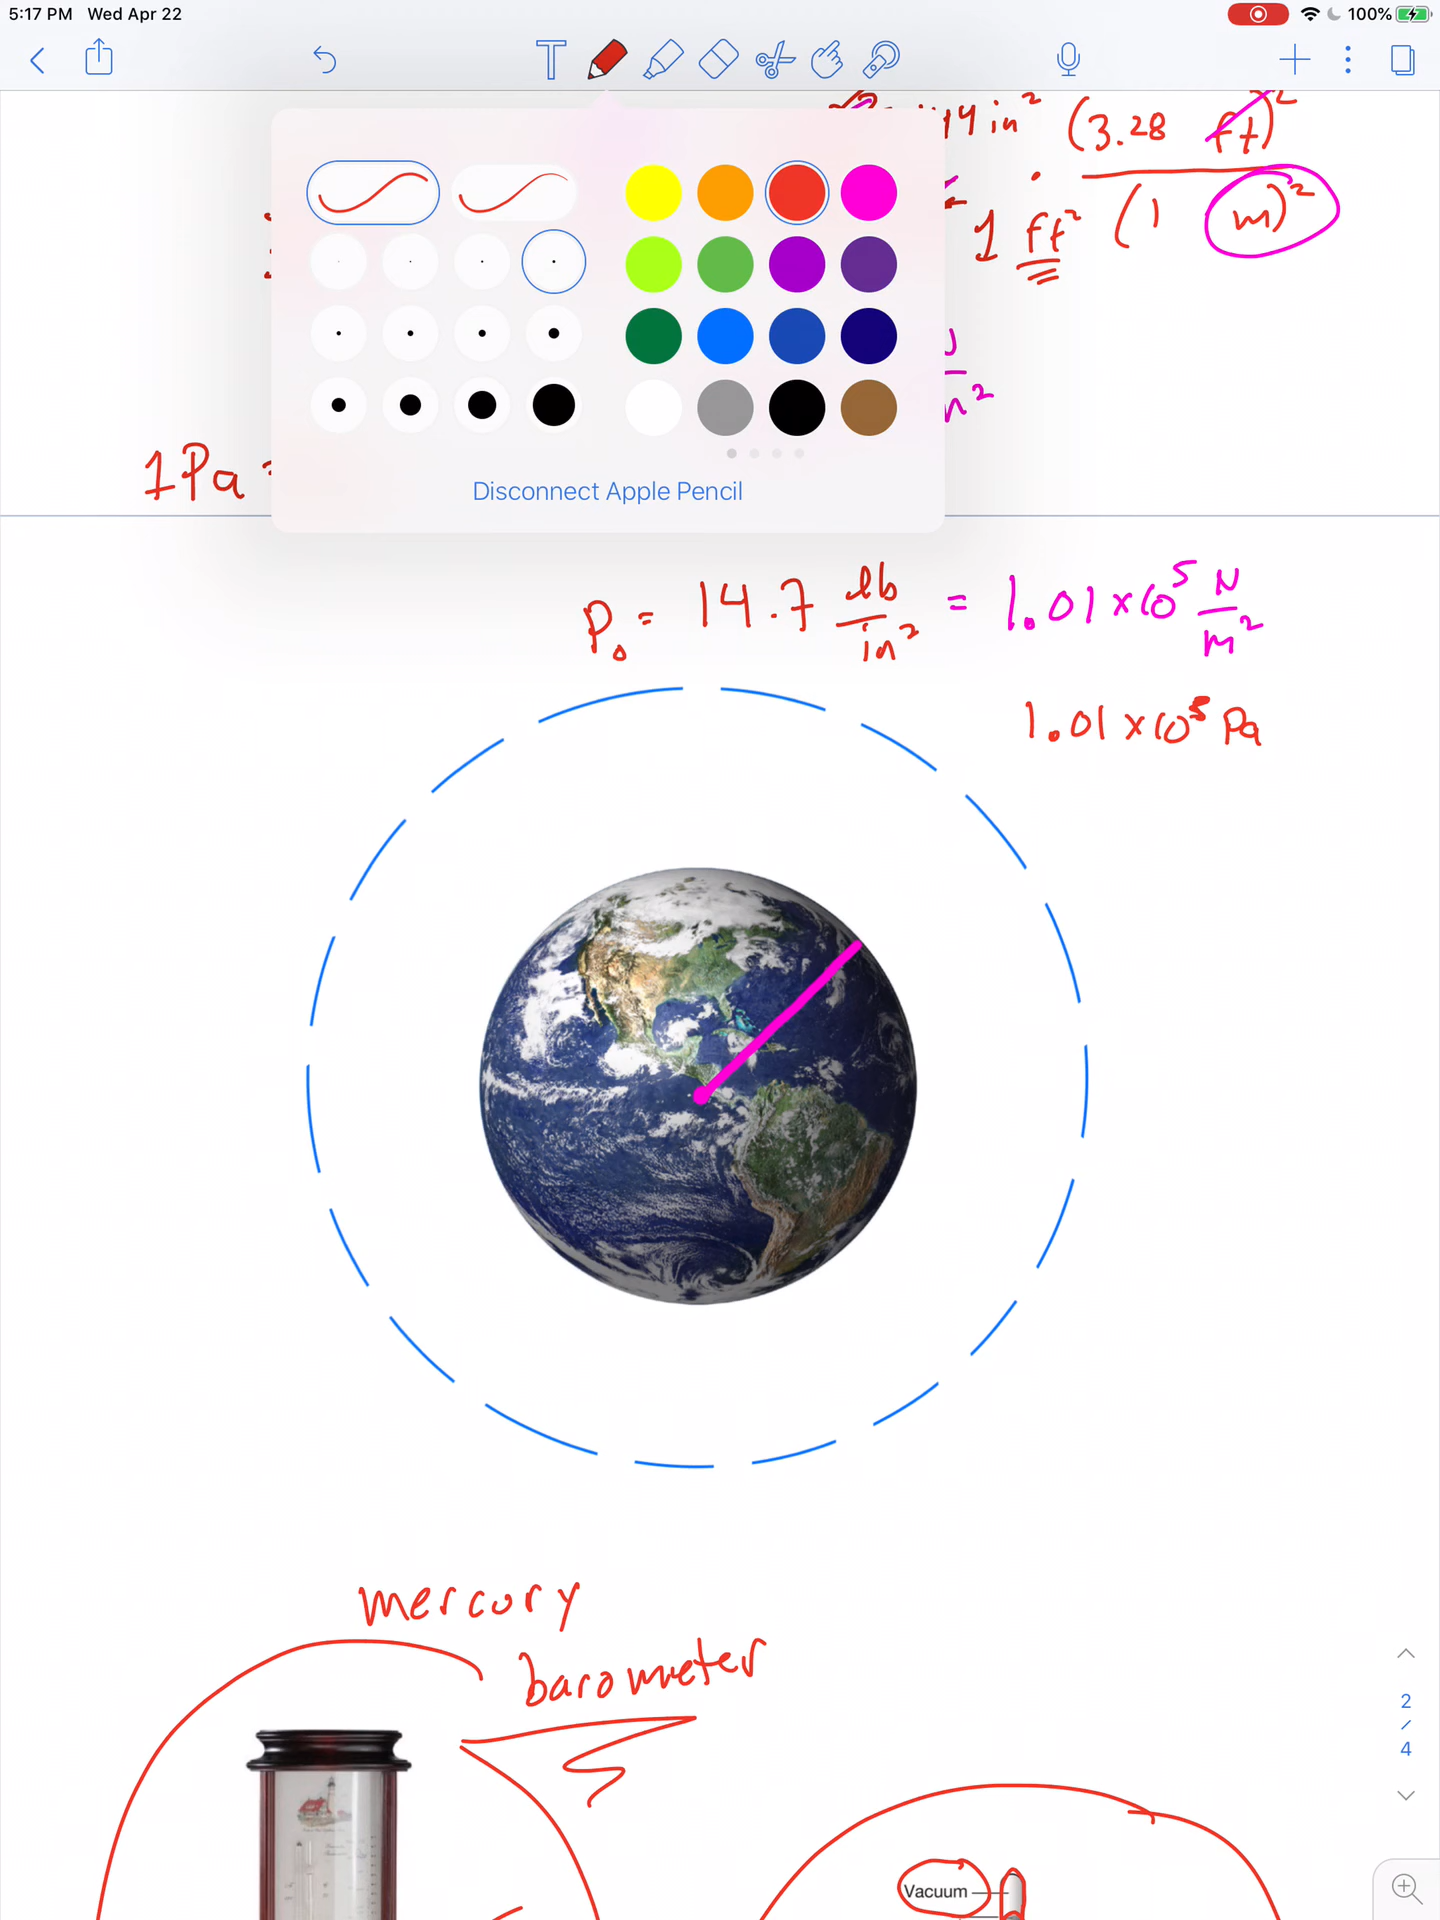 5:17 PM Wed Apr 22
100%
44 in² (3.28 ft)²
1 ft² (1 m)²
1 Pa =
Disconnect Apple Pencil
P₀ = 14.7 lb/in² = 1.01 x 10⁵ N/m²
1.01 x 10⁵ Pa
mercury
barometer
2
/
4
Vacuum